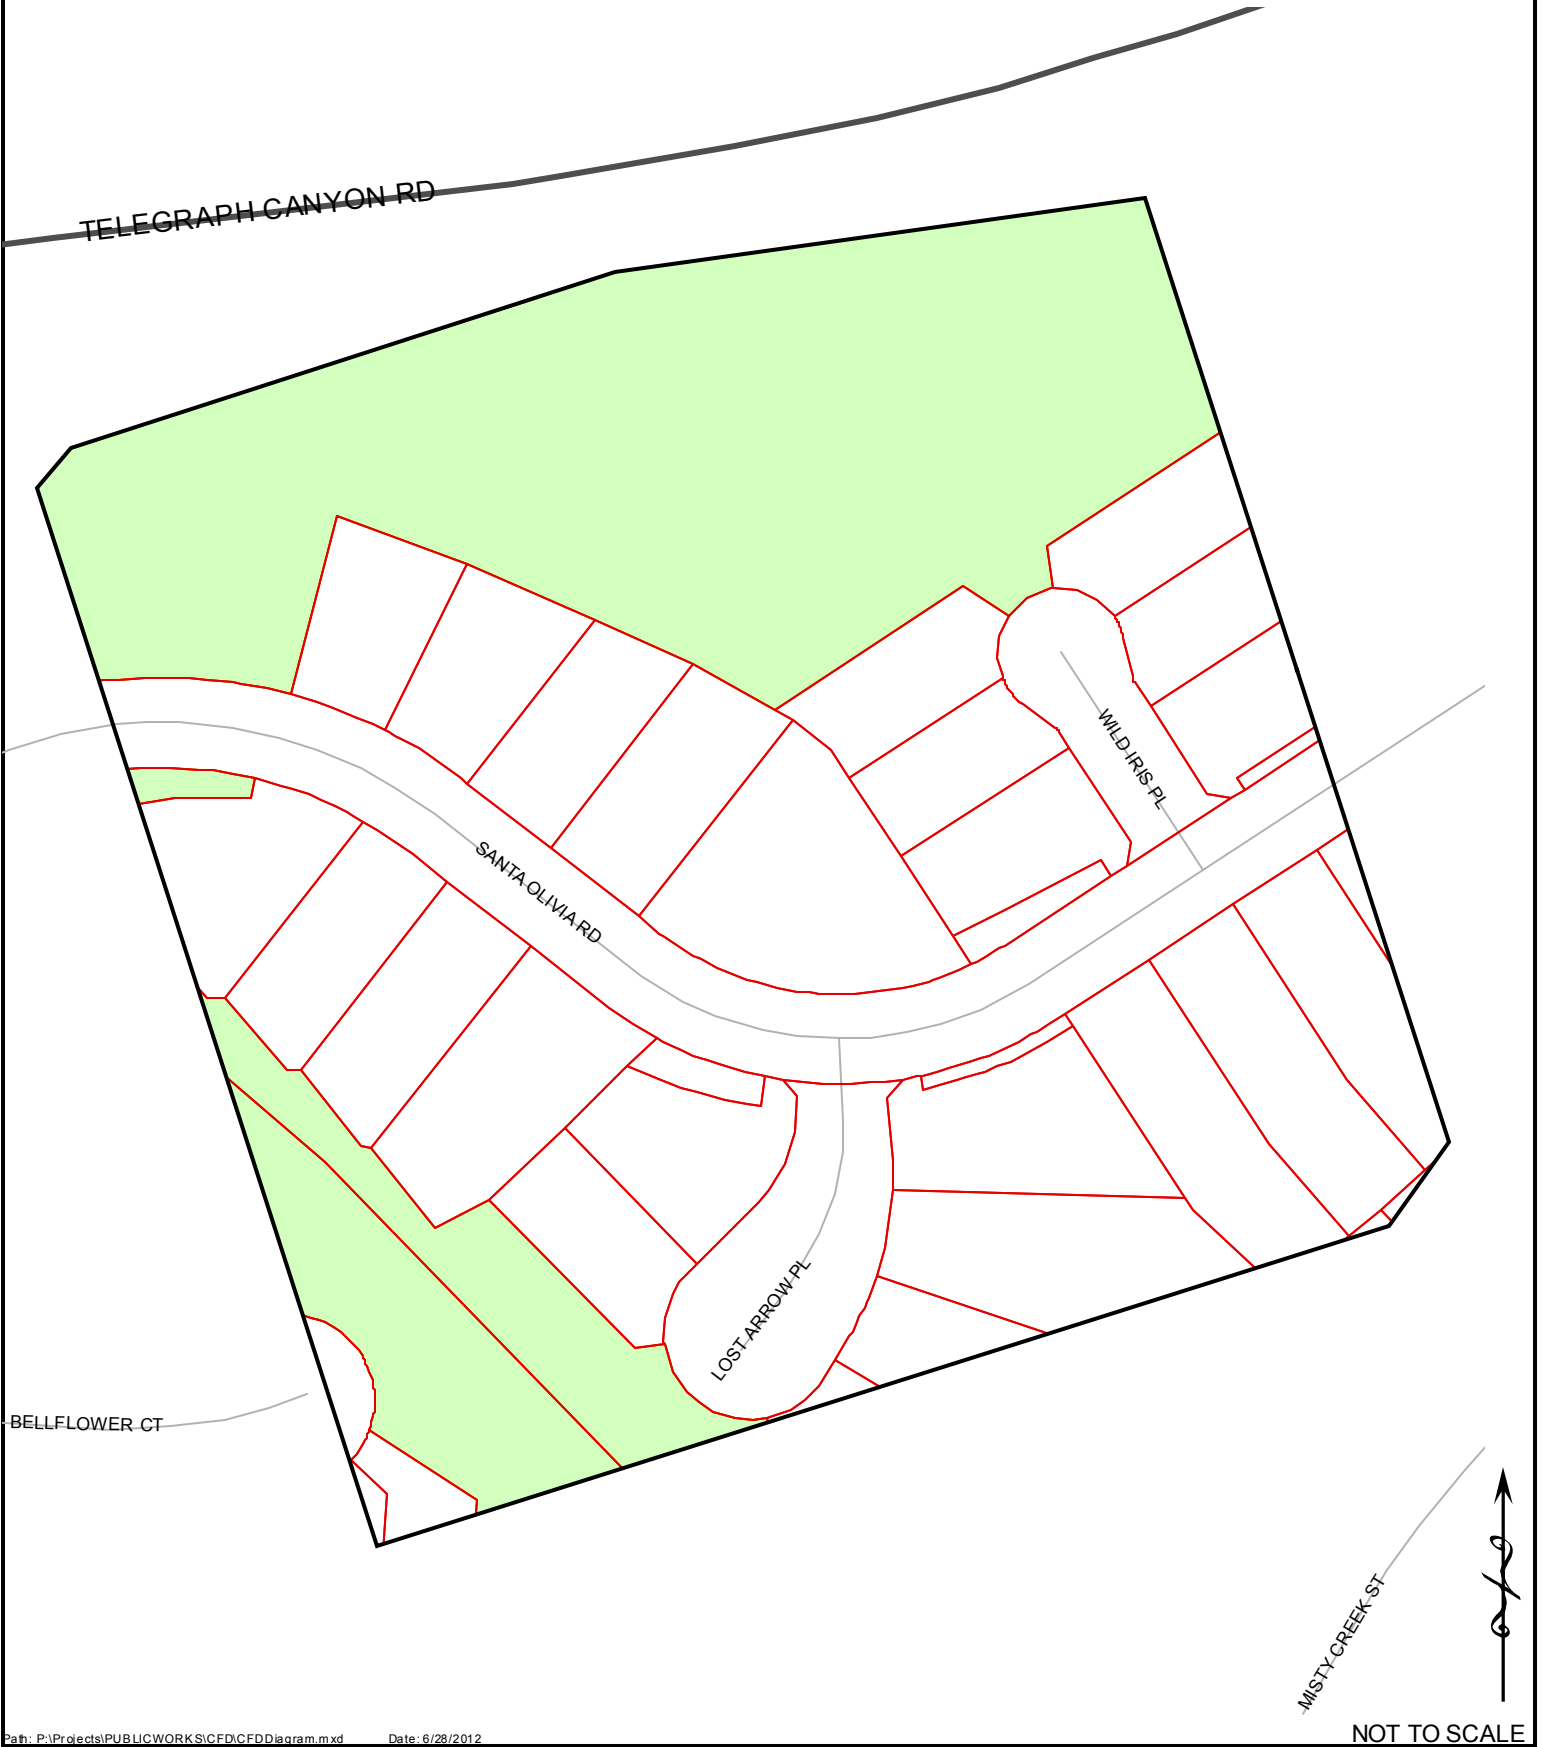 TELEGRAPH CANYON RD
WILD IRIS PL
SANTA OLIVIA RD
LOST ARROW PL
BELLFLOWER CT
MISTY CREEK ST
NOT TO SCALE
Path: P:\Projects\PUBLICWORKS\CFD\CFDDiagram.mxd Date: 6/28/2012